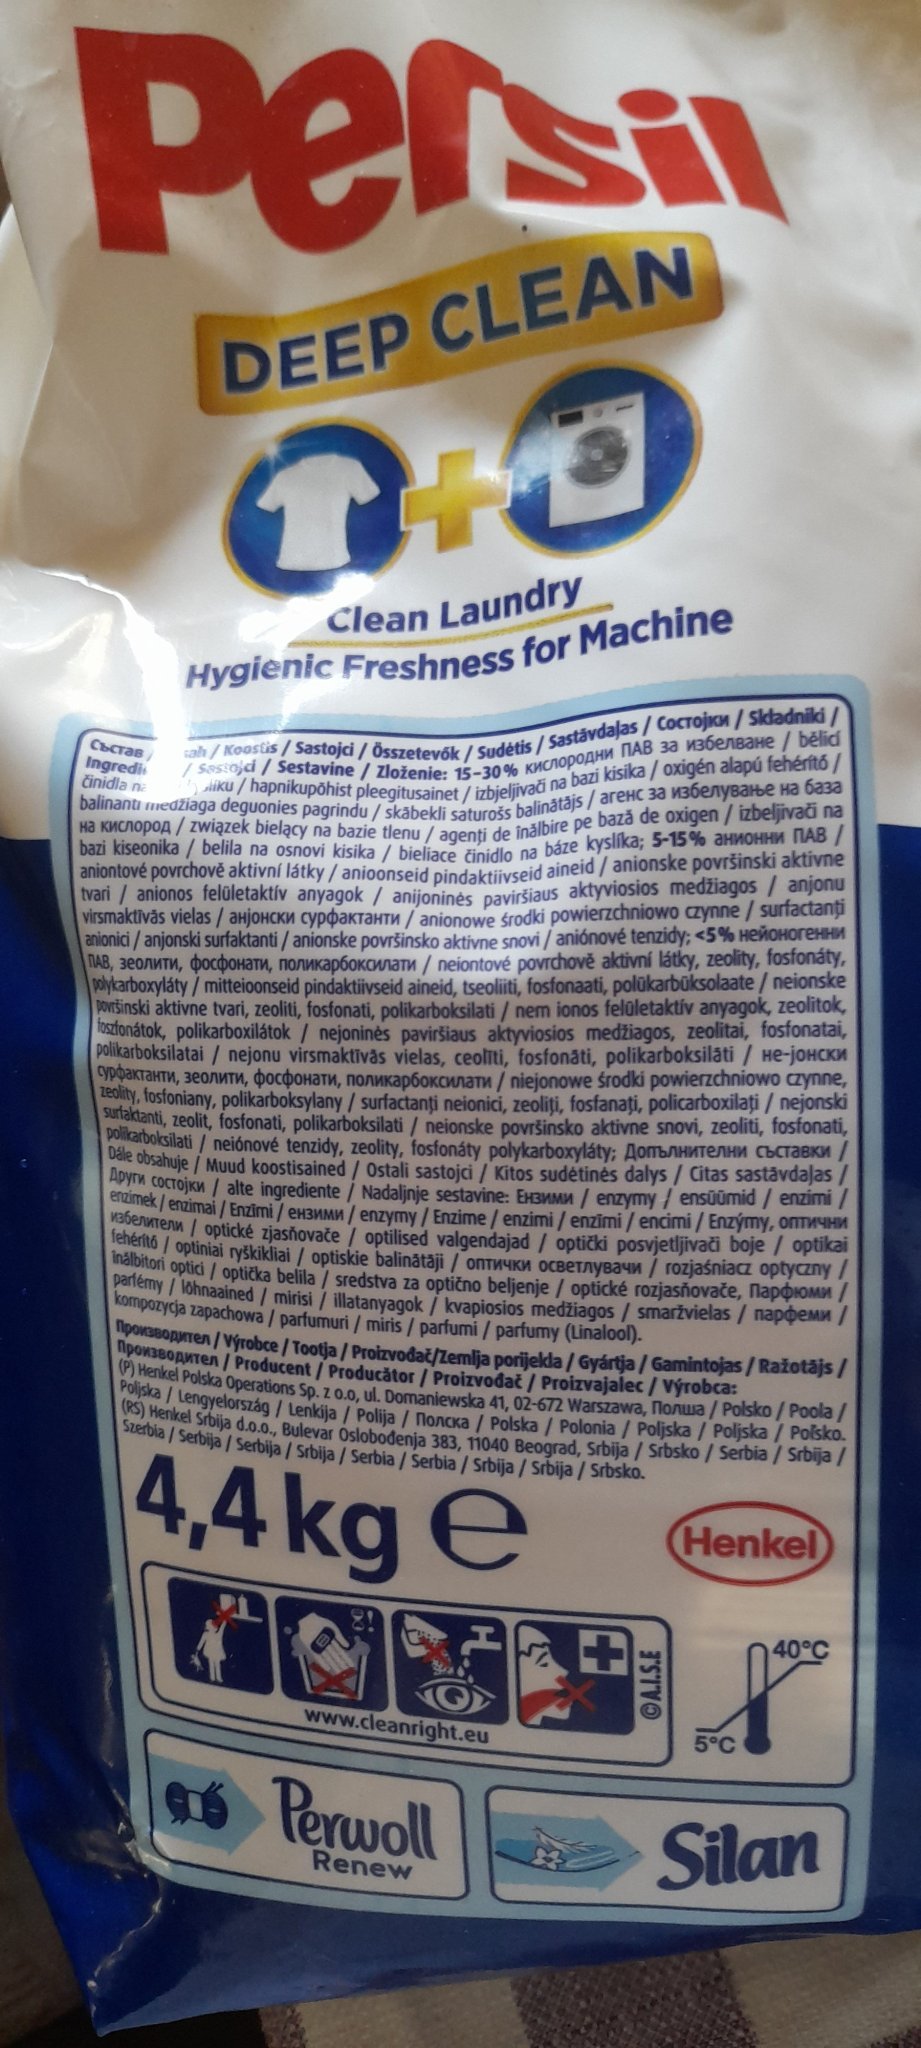 Persil
DEEP CLEAN
Clean Laundry
Hygienic Freshness for Machine
Състав / / Koostis / Sastojci / Összetevők / Sudėtis / Sastāvdaļas / Состојки / Składniki /
/ Sastojci / Sestavine / Zloženie: 15-30% кислородни ПАВ за избелване / bělicí
činidla na / hapnikupõhist pleegitusainet / izbjeljivači na bazi kisika / oxigén alapú fehérítő /
balinanti medžiaga deguonies pagrindu / skābekli saturošs balinātājs / агенс за избелување на база
на кислород / związek bielący na bazie tlenu / agenți de înălbire pe bază de oxigen / izbeljivači na
bazi kiseonika / belila na osnovi kisika / bieliace činidlo na báze kyslíka; 5-15% анионни ПАВ /
aniontové povrchově aktivní látky / anioonseid pindaktiivseid aineid / anionske površinski aktivne
tvari / anionos felületaktív anyagok / anijoninės paviršiaus aktyviosios medžiagos / anjonu
virsmaktīvās vielas / анјонски сурфактанти / anionowe środki powierzchniowo czynne / surfactanți
anionici / anjonski surfaktanti / anionske površinsko aktivne snovi / aniónové tenzidy; <5% нейоногенни
ПАВ, зеолити, фосфонати, поликарбоксилати / neiontové povrchově aktivní látky, zeolity, fosfonáty,
polykarboxyláty / mitteioonseid pindaktiivseid aineid, tseoliiti, fosfonaati, polükarbüksolaate / neionske
površinski aktivne tvari, zeoliti, fosfonati, polikarboksilati / nem ionos felületaktív anyagok, zeolitok,
foszfonátok, polikarboxilátok / nejoninės paviršiaus aktyviosios medžiagos, zeolitai, fosfonatai,
polikarboksilatai / nejonu virsmaktīvās vielas, ceolīti, fosfonāti, polikarboksilāti / не-јонски
сурфактанти, зеолити, фосфонати, поликарбоксилати / niejonowe środki powierzchniowo czynne,
zeolity, fosfoniany, polikarboksylany / surfactanți neionici, zeoliți, fosfanați, policarboxilați / nejonski
surfaktanti, zeolit, fosfonati, polikarboksilati / neionske površinsko aktivne snovi, zeoliti, fosfonati,
polikarboksilati / neiónové tenzidy, zeolity, fosfonáty polykarboxyláty; Допълнителни съставки /
Dále obsahuje / Muud koostisained / Ostali sastojci / Kitos sudėtinės dalys / Citas sastāvdaļas /
Други состојки / alte ingrediente / Nadaljnje sestavine: Ензими / enzymy / ensüümid / enzimi /
enzimek / enzimai / Enzīmi / ензими / enzymy / Enzime / enzimi / enzīmi / encimi / Enzýmy, оптични
избелители / optické zjasňovače / optilised valgendajad / optički posvjetljivači boje / optikai
fehérítő / optiniai ryškikliai / optiskie balinātāji / оптички осветлувачи / rozjaśniacz optyczny /
înălbitori optici / optička belila / sredstva za optično beljenje / optické rozjasňovače, Парфюми /
parfémy / lõhnaained / mirisi / illatanyagok / kvapiosios medžiagos / smaržvielas / парфеми /
kompozycja zapachowa / parfumuri / miris / parfumi / parfumy (Linalool).
Производител / Výrobce / Tootja / Proizvođač/Zemlja porijekla / Gyártja / Gamintojas / Ražotājs /
Производител / Producent / Producător / Proizvođač / Proizvajalec / Výrobca:
(P) Henkel Polska Operations Sp. z o.o, ul. Domaniewska 41, 02-672 Warszawa, Полша / Polsko / Poola /
Poljska / Lengyelország / Lenkija / Polija / Полска / Polska / Polonia / Poljska / Poljska / Poľsko.
(RS) Henkel Srbija d.o.o., Bulevar Oslobođenja 383, 11040 Beograd, Srbija / Srbsko / Serbia / Srbija /
Szerbia / Serbija / Serbija / Srbija / Serbia / Serbia / Srbija / Srbija / Srbsko.
4,4 kg e
Henkel
©A.I.S.E
www.cleanright.eu
40°C
5°C
Perwoll
Renew
Silan